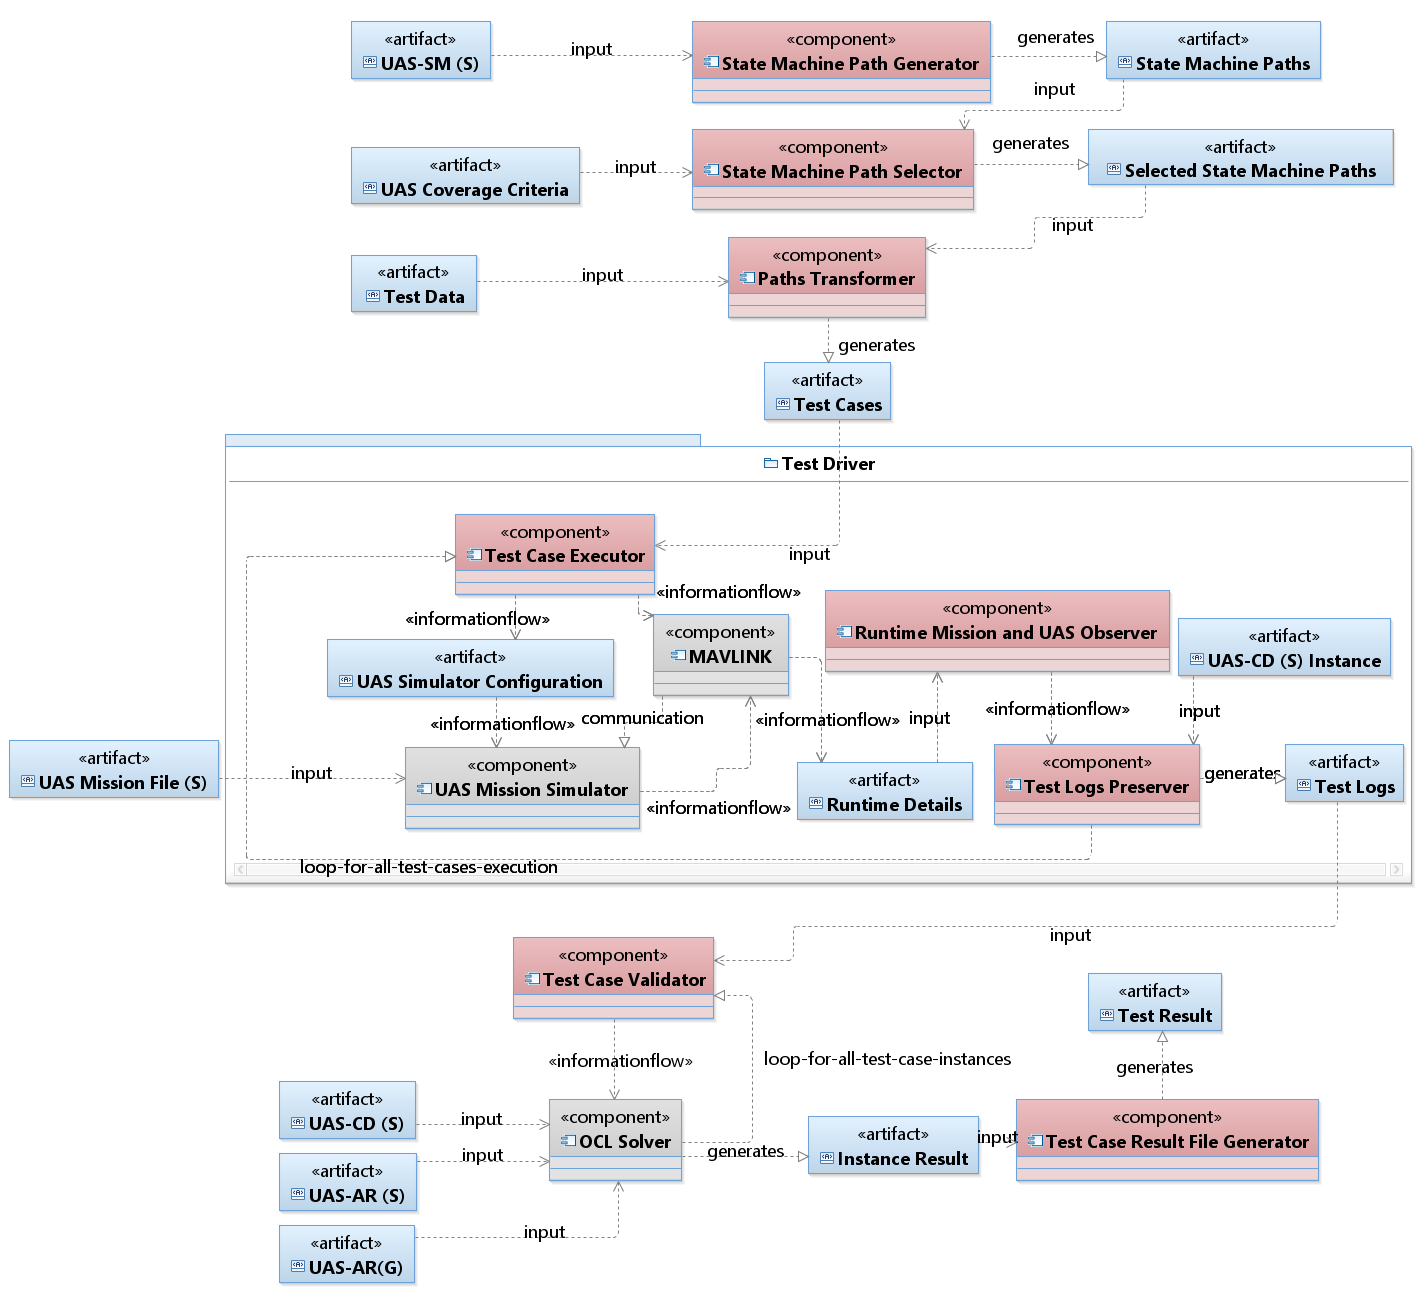 «artifact»
UAS-SM (S)
input
«component»
State Machine Path Generator
generates
«artifact»
State Machine Paths
input
«artifact»
UAS Coverage Criteria
input
«component»
State Machine Path Selector
generates
«artifact»
Selected State Machine Paths
input
«artifact»
Test Data
input
«component»
Paths Transformer
generates
«artifact»
Test Cases
Test Driver
«component»
Test Case Executor
input
«informationflow»
«informationflow»
«component»
MAVLINK
«component»
Runtime Mission and UAS Observer
«artifact»
UAS-CD (S) Instance
«artifact»
UAS Simulator Configuration
«informationflow»
communication
«informationflow»
input
«informationflow»
input
«artifact»
UAS Mission File (S)
input
«component»
UAS Mission Simulator
«informationflow»
«artifact»
Runtime Details
«component»
Test Logs Preserver
generates
«artifact»
Test Logs
loop-for-all-test-cases-execution
input
«component»
Test Case Validator
«informationflow»
loop-for-all-test-case-instances
«artifact»
Test Result
generates
«artifact»
UAS-CD (S)
input
«artifact»
UAS-AR (S)
input
«artifact»
UAS-AR(G)
input
«component»
OCL Solver
generates
«artifact»
Instance Result
input
«component»
Test Case Result File Generator